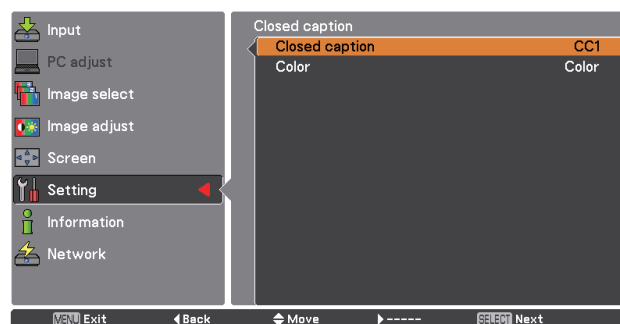 Input
PC adjust
Image select
Image adjust
Screen
Setting
Information
Network
Closed caption
Closed caption CC1
Color Color
MENU Exit Back Move ----- SELECT Next